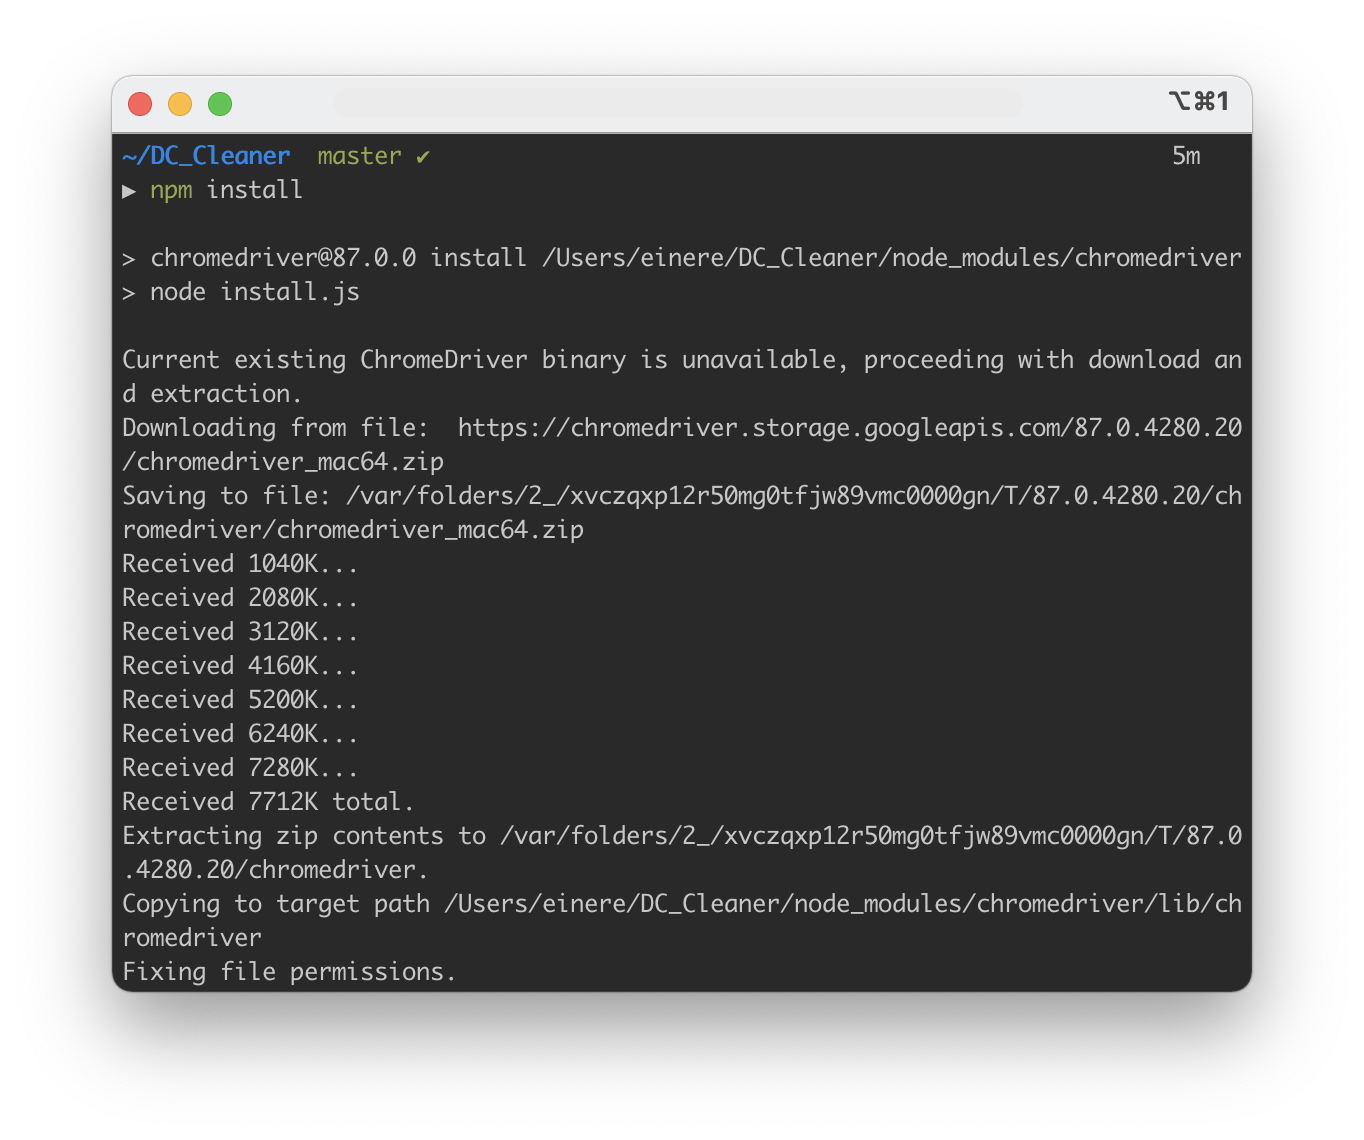 ⌥⌘1
~/DC_Cleaner  master ✔ 5m
▶ npm install
> chromedriver@87.0.0 install /Users/einere/DC_Cleaner/node_modules/chromedriver
> node install.js
Current existing ChromeDriver binary is unavailable, proceeding with download an
d extraction.
Downloading from file:  https://chromedriver.storage.googleapis.com/87.0.4280.20
/chromedriver_mac64.zip
Saving to file: /var/folders/2_/xvczqxp12r50mg0tfjw89vmc0000gn/T/87.0.4280.20/ch
romedriver/chromedriver_mac64.zip
Received 1040K...
Received 2080K...
Received 3120K...
Received 4160K...
Received 5200K...
Received 6240K...
Received 7280K...
Received 7712K total.
Extracting zip contents to /var/folders/2_/xvczqxp12r50mg0tfjw89vmc0000gn/T/87.0
.4280.20/chromedriver.
Copying to target path /Users/einere/DC_Cleaner/node_modules/chromedriver/lib/ch
romedriver
Fixing file permissions.